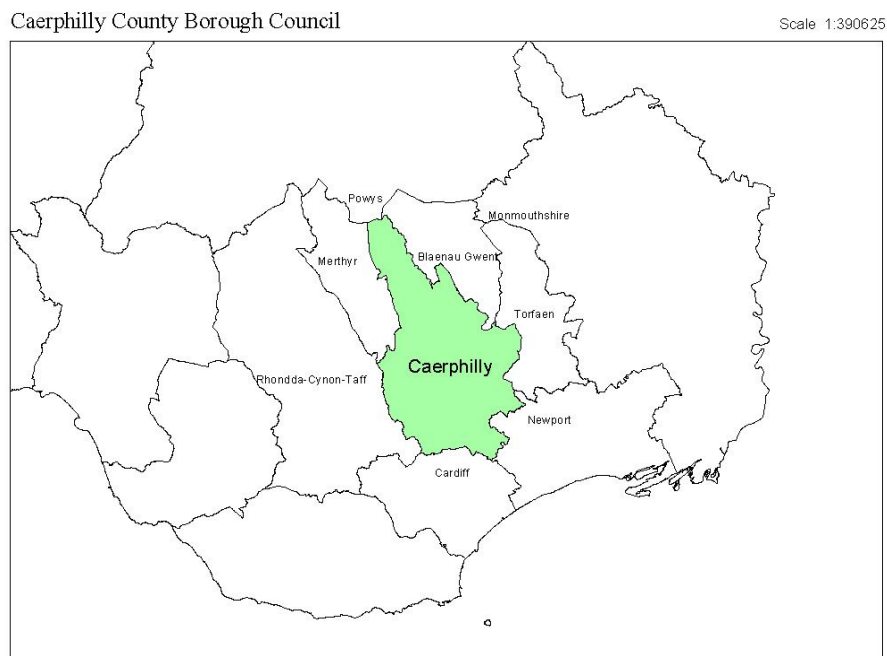 Caerphilly County Borough Council
Scale 1:390625
Powys
Monmouthshire
Merthyr
Blaenau Gwent
Torfaen
Caerphilly
Rhondda-Cynon-Taff
Newport
Cardiff